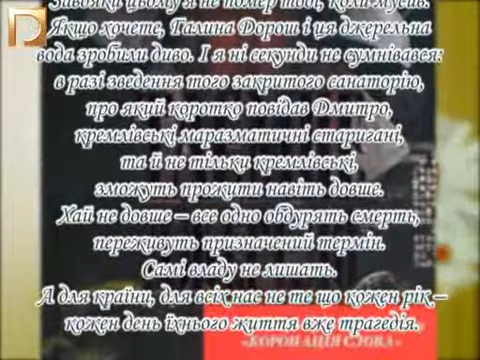 Завдяки цьому я не помер тоді, коли мусив.
Якщо хочете, Галина Дорош і ця джерельна
вода зробили диво. І я ні секунди не сумнівався:
в разі зведення того закритого санаторію,
про який коротко повідав Дмитро,
кремлівські маразматичні старигані,
та й не тільки кремлівські,
зможуть прожити навіть довше.
Хай не довше – все одно обдурять смерть,
переживуть призначений термін.
Самі владу не лишать.
А для країни, для всіх нас не те що кожен рік –
кожен день їхнього життя вже трагедія.
«КОРОНАЦІЯ СЛОВА»